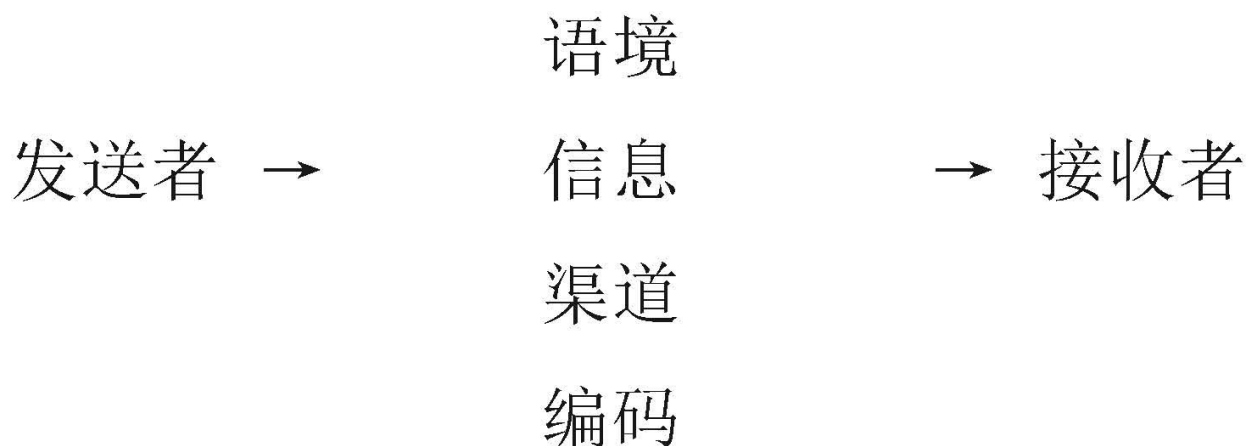 语境
发送者 → 信息 → 接收者
渠道
编码